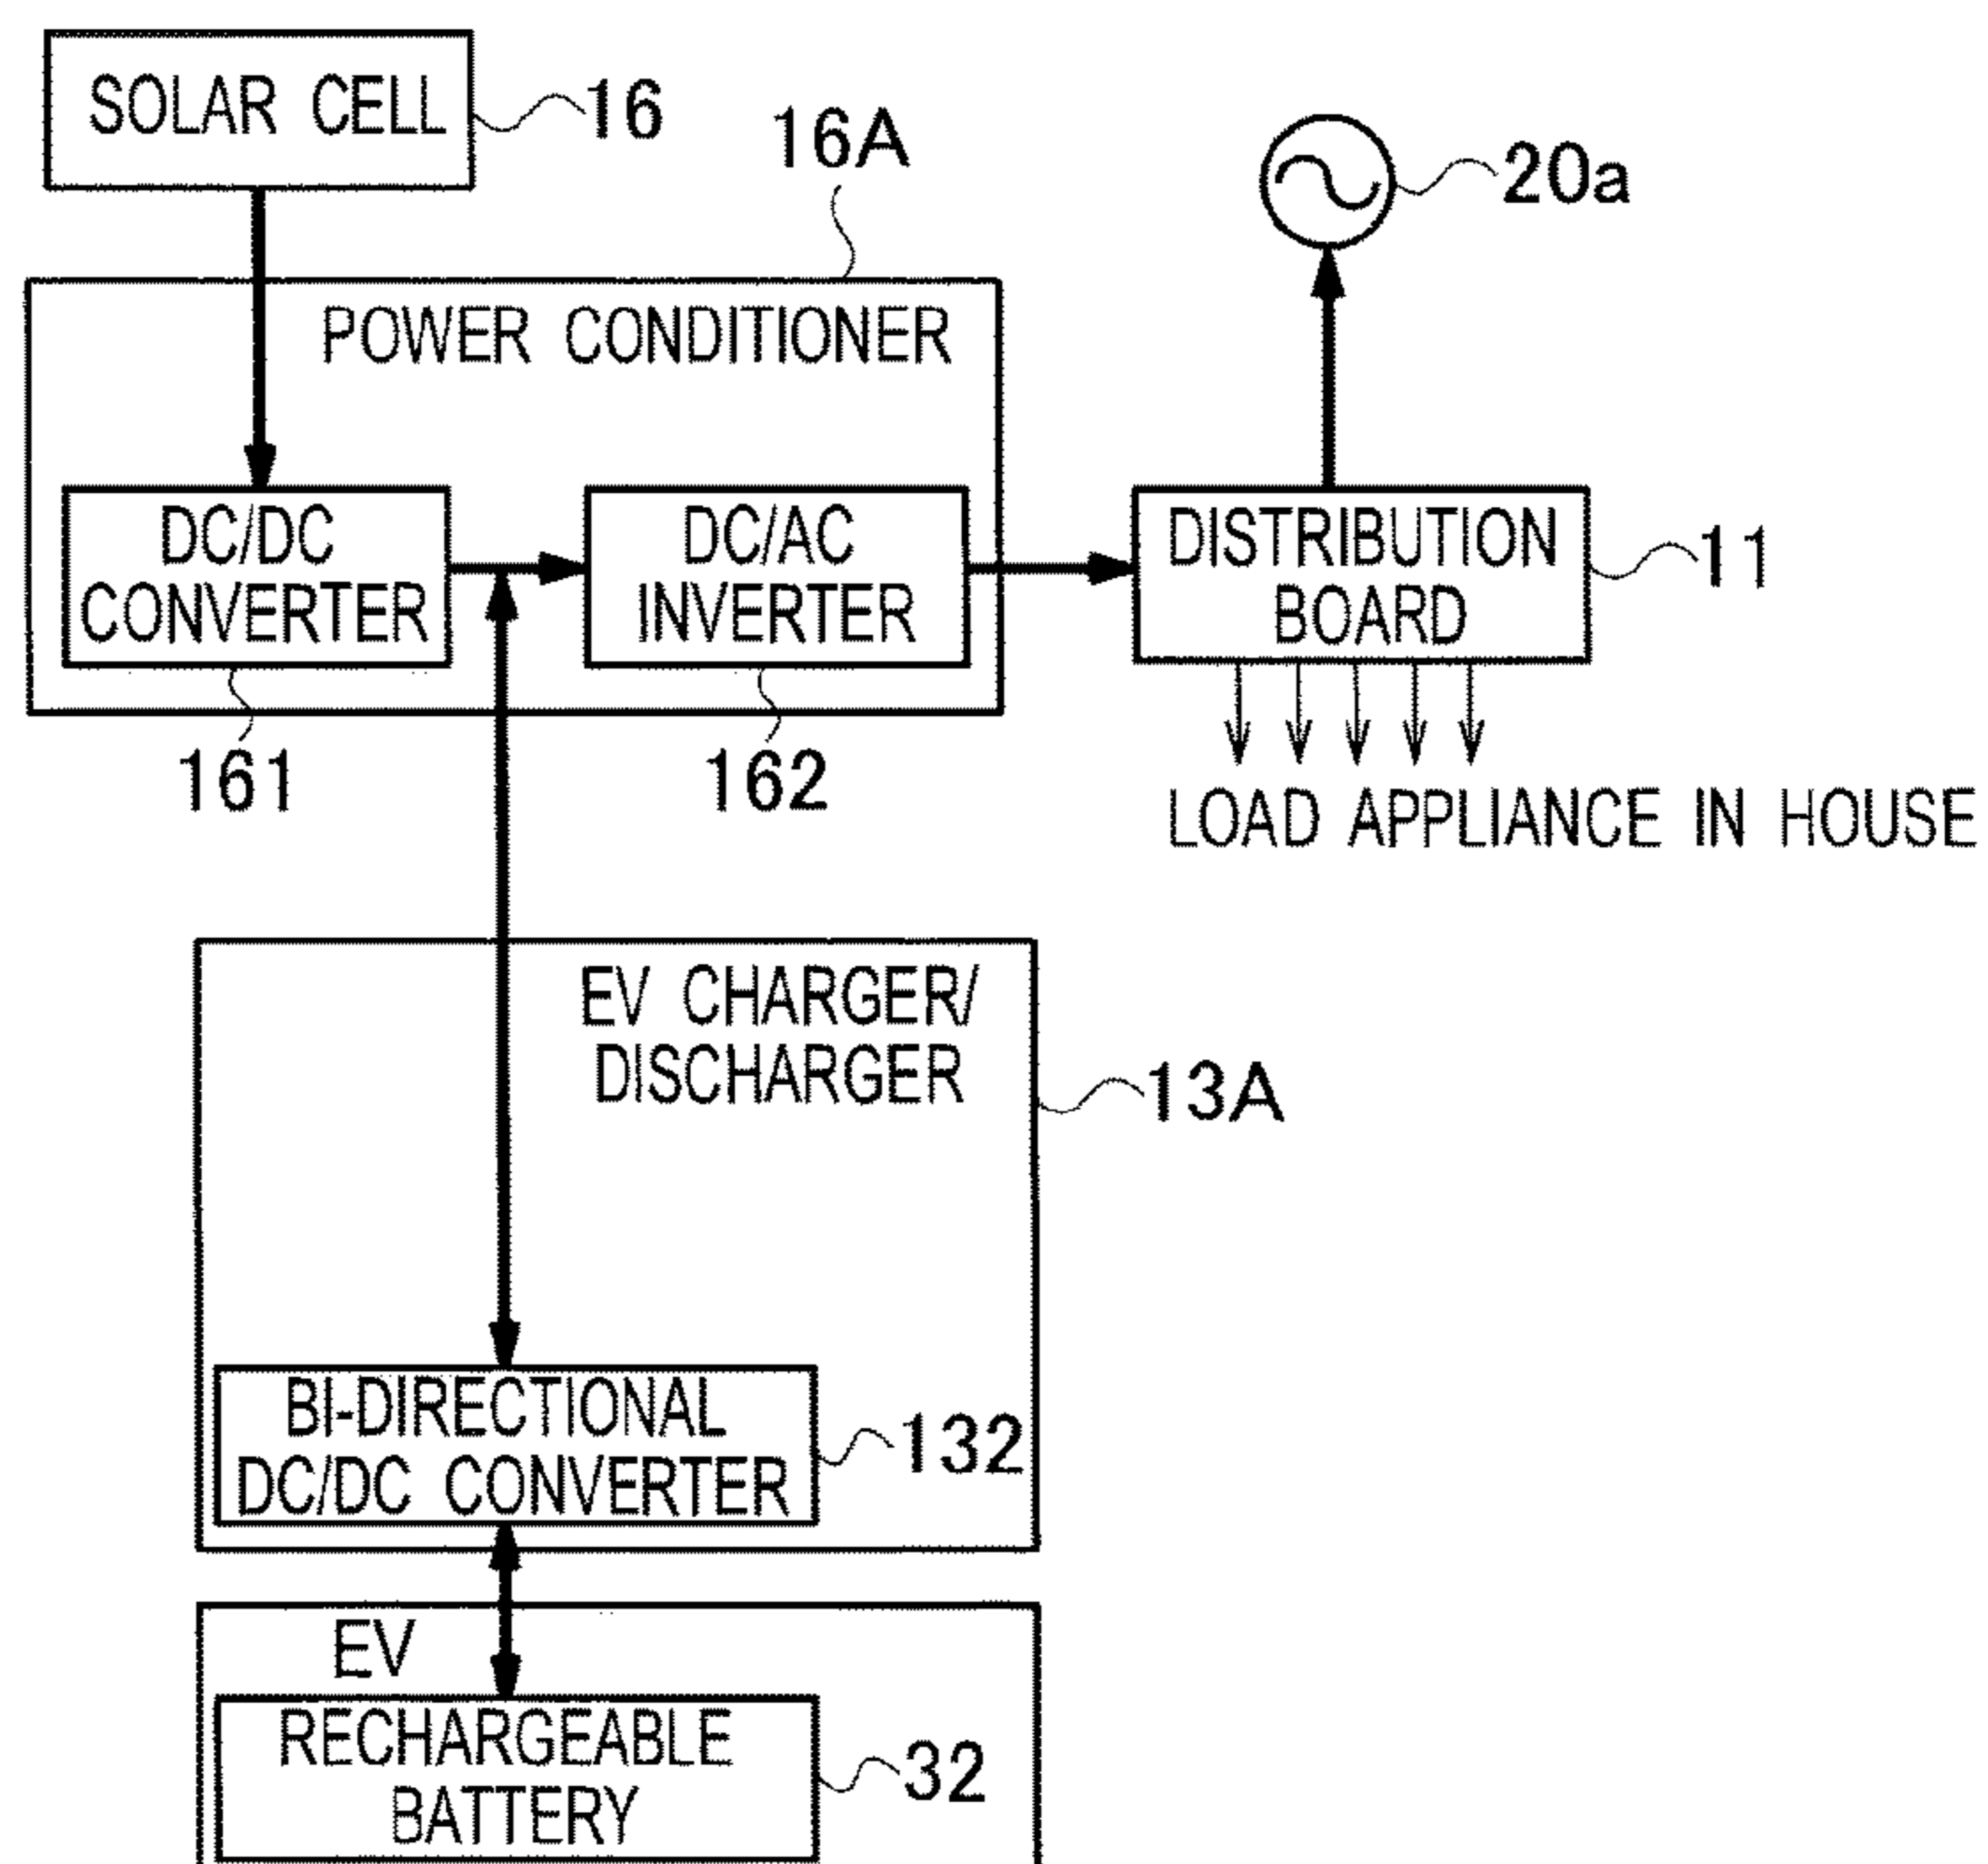 SOLAR CELL
16
16A
20a
POWER CONDITIONER
DC/DC
CONVERTER
DC/AC
INVERTER
DISTRIBUTION
BOARD
11
161
162
LOAD APPLIANCE IN HOUSE
EV CHARGER/
DISCHARGER
13A
BI-DIRECTIONAL
DC/DC CONVERTER
132
EV
RECHARGEABLE
BATTERY
32